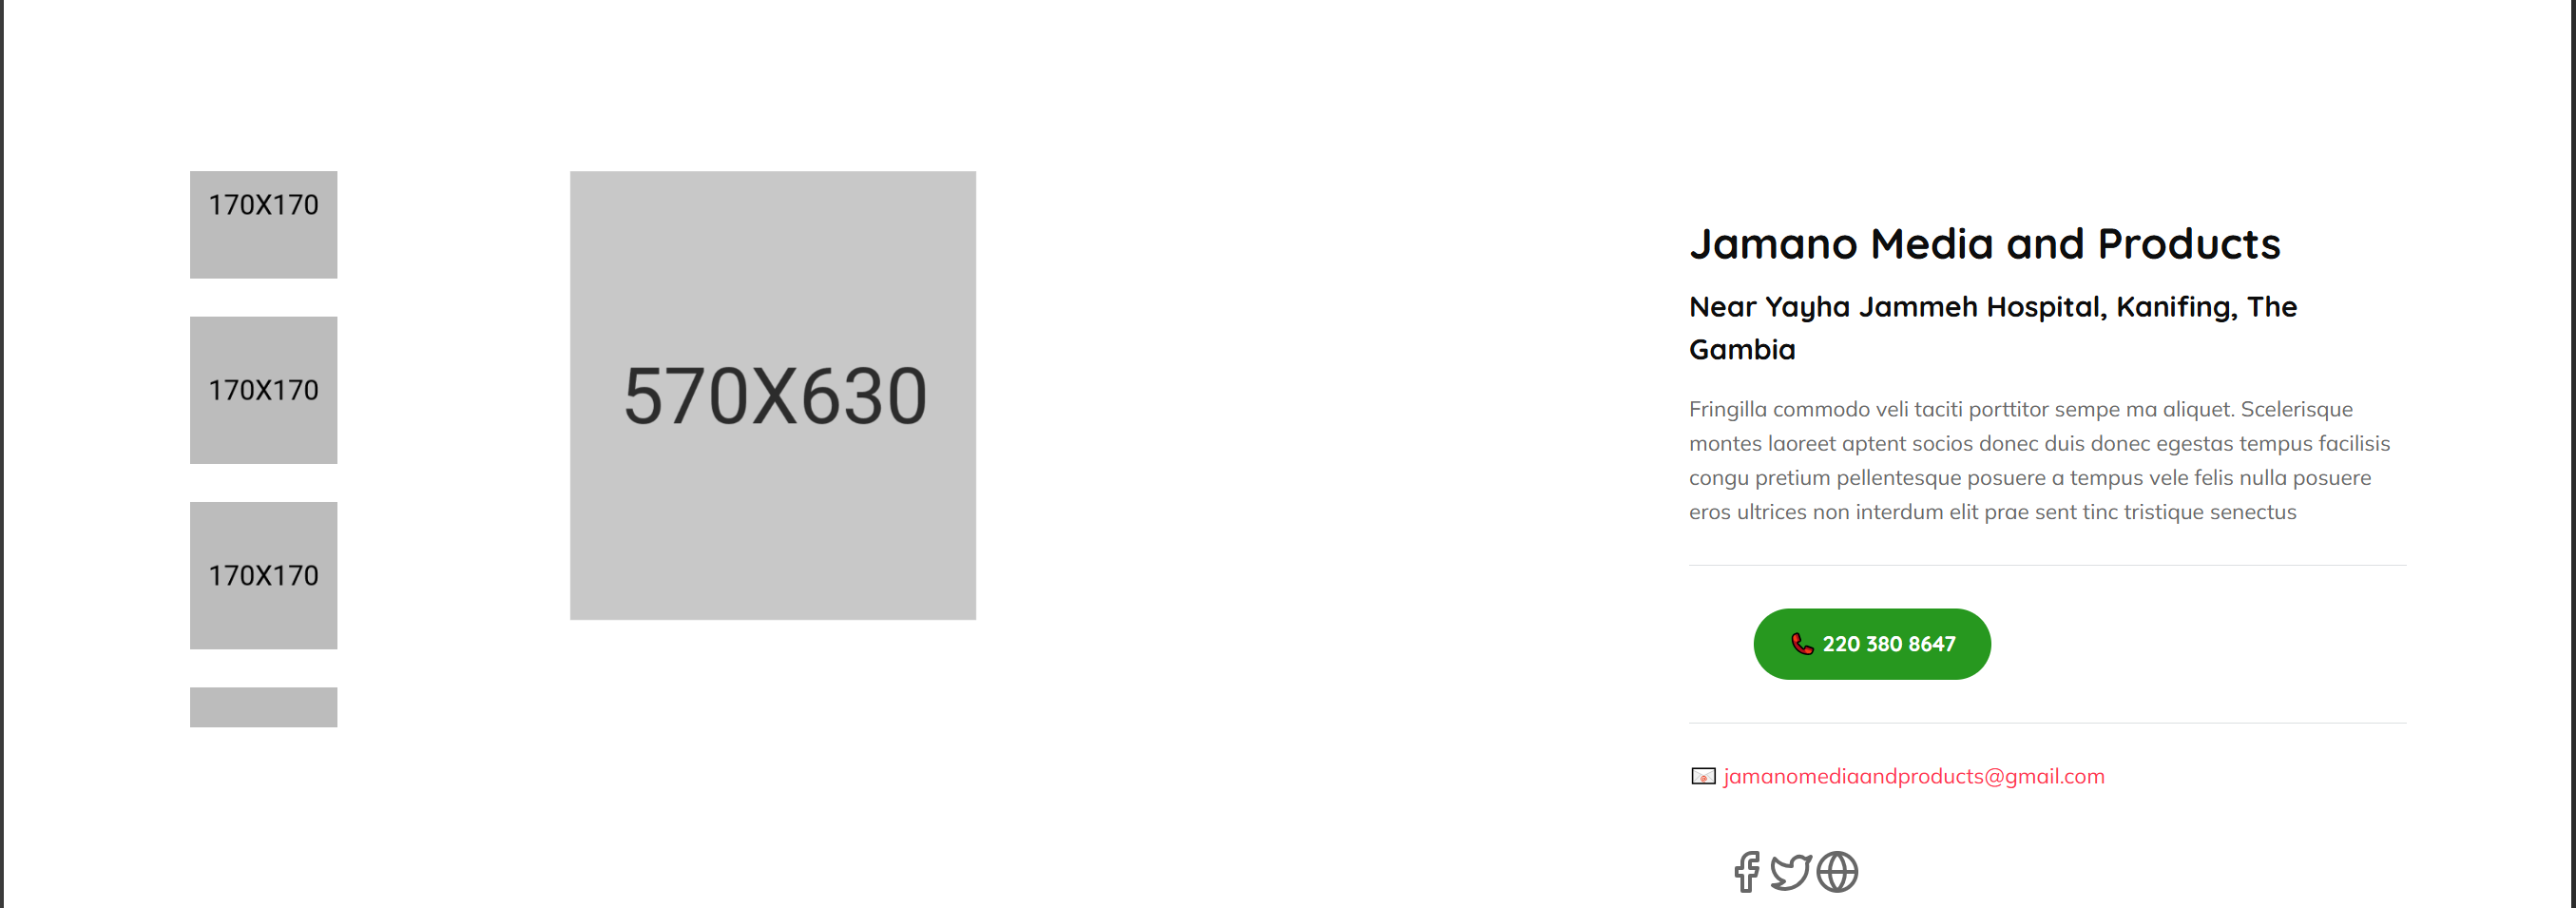 170X170
170X170
170X170
570X630
Jamano Media and Products
Near Yayha Jammeh Hospital, Kanifing, The
Gambia
Fringilla commodo veli taciti porttitor sempe ma aliquet. Scelerisque
montes laoreet aptent socios donec duis donec egestas tempus facilisis
congu pretium pellentesque posuere a tempus vele felis nulla posuere
eros ultrices non interdum elit prae sent tinc tristique senectus
220 380 8647
jamanomediaandproducts@gmail.com